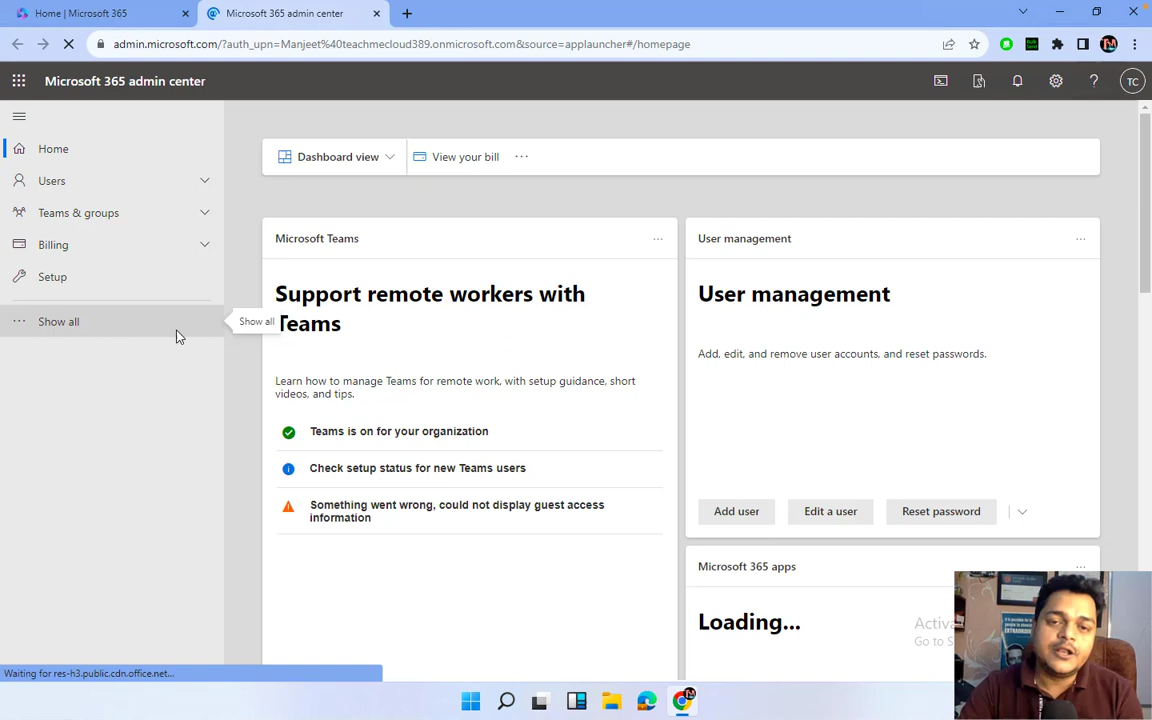 Home | Microsoft 365
Microsoft 365 admin center
admin.microsoft.com/?auth_upn=Manjeet%40teachmecloud389.onmicrosoft.com&source=applauncher#/homepage
Microsoft 365 admin center
TC
Home
Users
Teams & groups
Billing
Setup
Show all
Show all
Dashboard view
View your bill
Microsoft Teams
Support remote workers with
Teams
Learn how to manage Teams for remote work, with setup guidance, short
videos, and tips.
Teams is on for your organization
Check setup status for new Teams users
Something went wrong, could not display guest access
information
User management
User management
Add, edit, and remove user accounts, and reset passwords.
Add user
Edit a user
Reset password
Microsoft 365 apps
Loading...
Activa
Go to S
Waiting for res-h3.public.cdn.office.net...